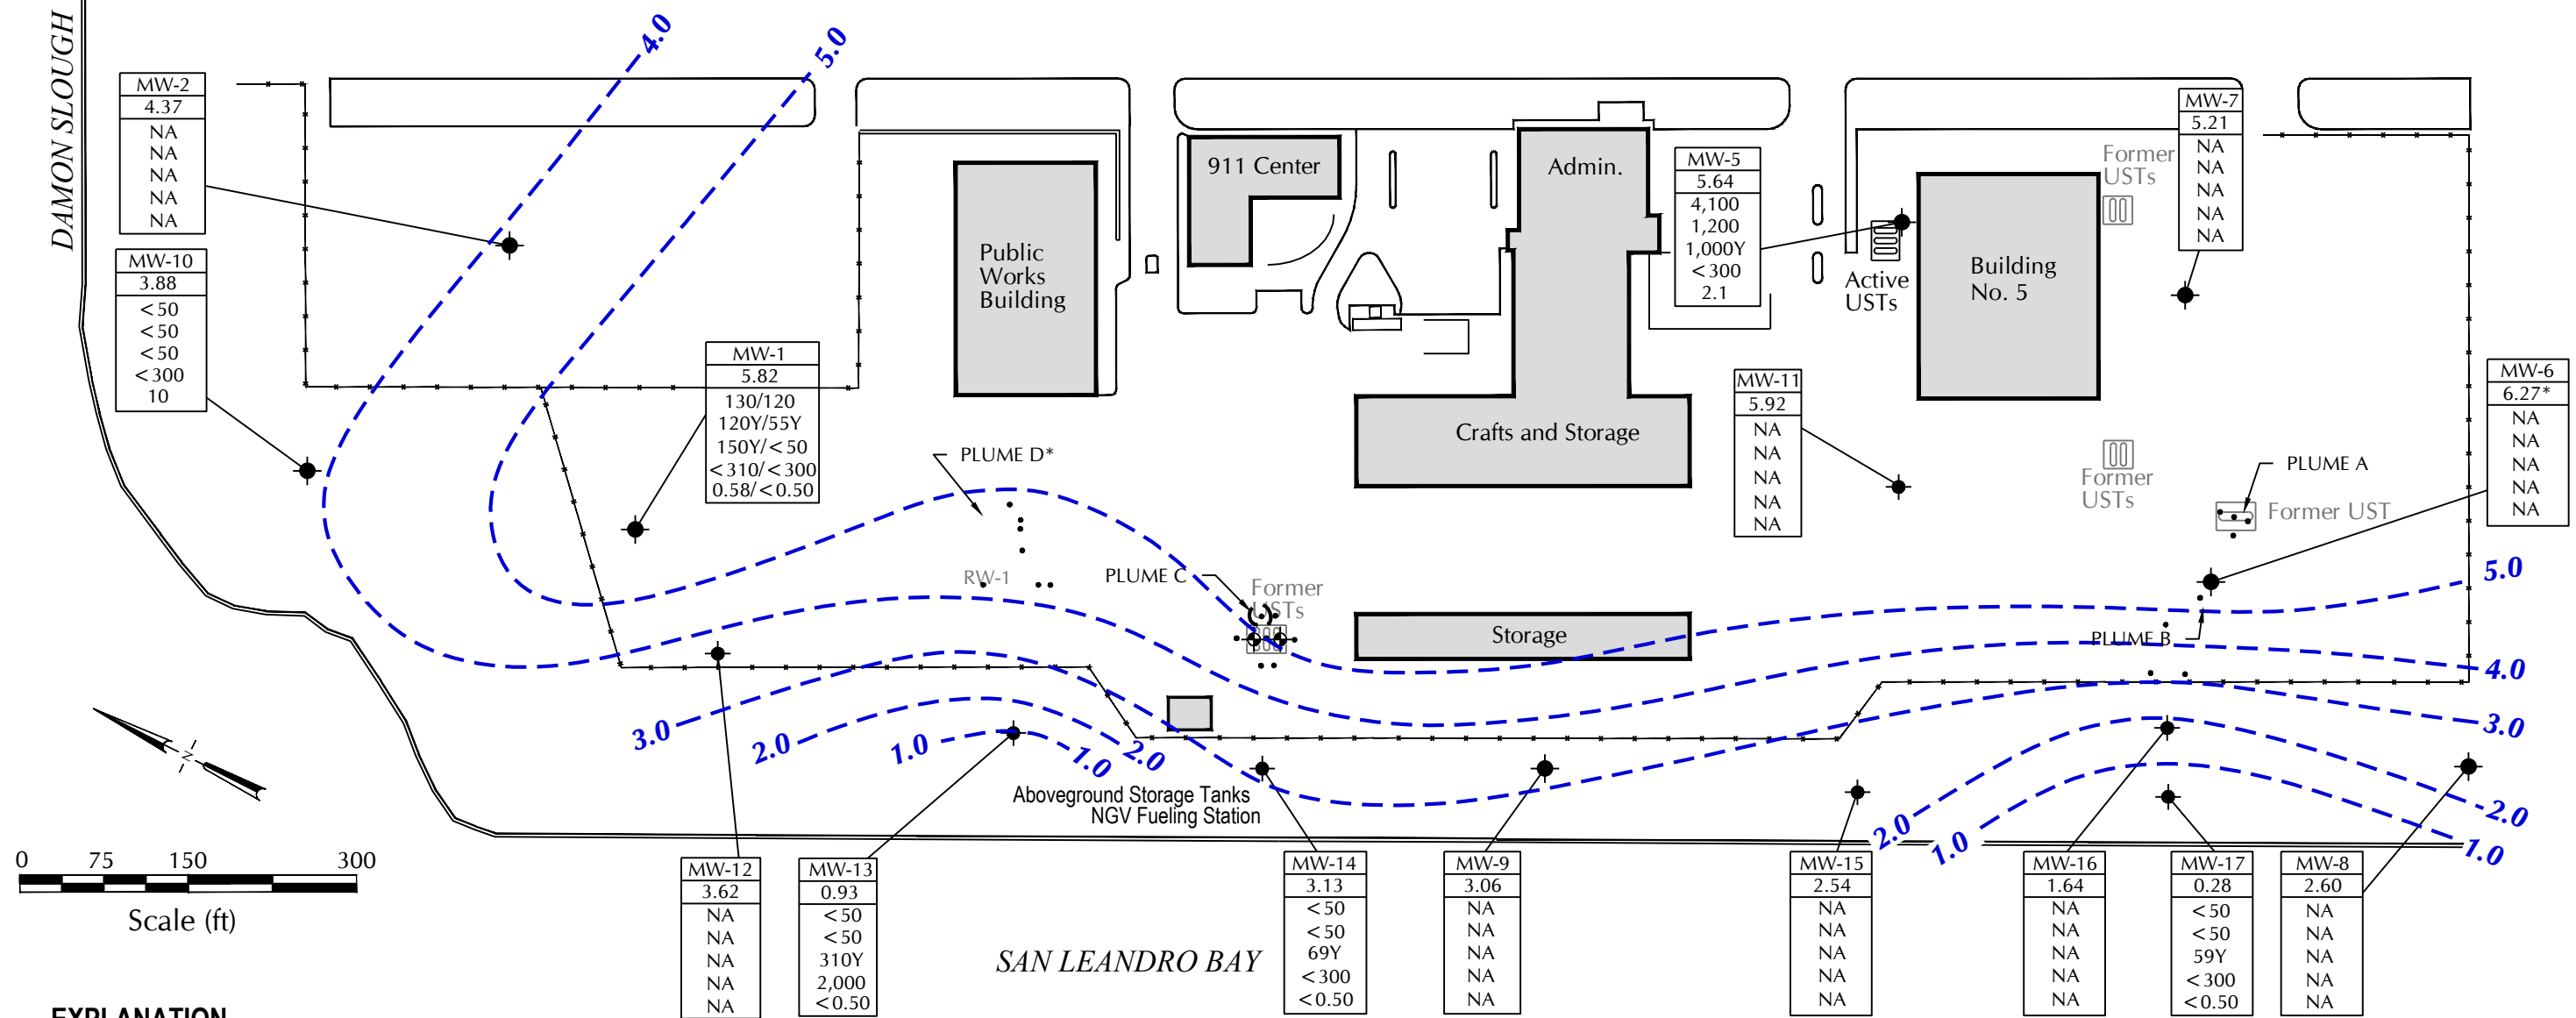 DAMON SLOUGH
4.0
5.0
MW-2
4.37
NA
NA
NA
NA
NA
MW-10
3.88
<50
<50
<50
<300
10
MW-1
5.82
130/120
120Y/55Y
150Y/<50
<310/<300
0.58/<0.50
Public
Works
Building
911 Center
Admin.
MW-5
5.64
4,100
1,200
1,000Y
<300
2.1
Active
USTs
Building
No. 5
Former
USTs
MW-7
5.21
NA
NA
NA
NA
NA
MW-11
5.92
NA
NA
NA
NA
NA
MW-6
6.27*
NA
NA
NA
NA
NA
Crafts and Storage
PLUME D*
RW-1
PLUME C
Former
USTs
Storage
Former
USTs
PLUME A
Former UST
PLUME B
5.0
4.0
3.0
2.0
1.0
3.0
2.0
1.0
1.0
2.0
2.0
1.0
N
Aboveground Storage Tanks
NGV Fueling Station
0 75 150 300
Scale (ft)
MW-12
3.62
NA
NA
NA
NA
NA
MW-13
0.93
<50
<50
310Y
2,000
<0.50
SAN LEANDRO BAY
MW-14
3.13
<50
<50
69Y
<300
<0.50
MW-9
3.06
NA
NA
NA
NA
NA
MW-15
2.54
NA
NA
NA
NA
NA
MW-16
1.64
NA
NA
NA
NA
NA
MW-17
0.28
<50
<50
59Y
<300
<0.50
MW-8
2.60
NA
NA
NA
NA
NA
EXPLANATION